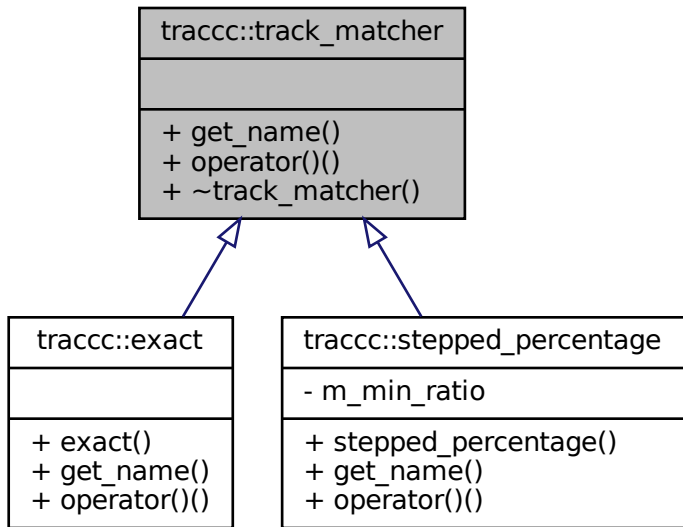 traccc::track_matcher
+ get_name()
+ operator()()
+ ~track_matcher()
traccc::exact
+ exact()
+ get_name()
+ operator()()
traccc::stepped_percentage
- m_min_ratio
+ stepped_percentage()
+ get_name()
+ operator()()